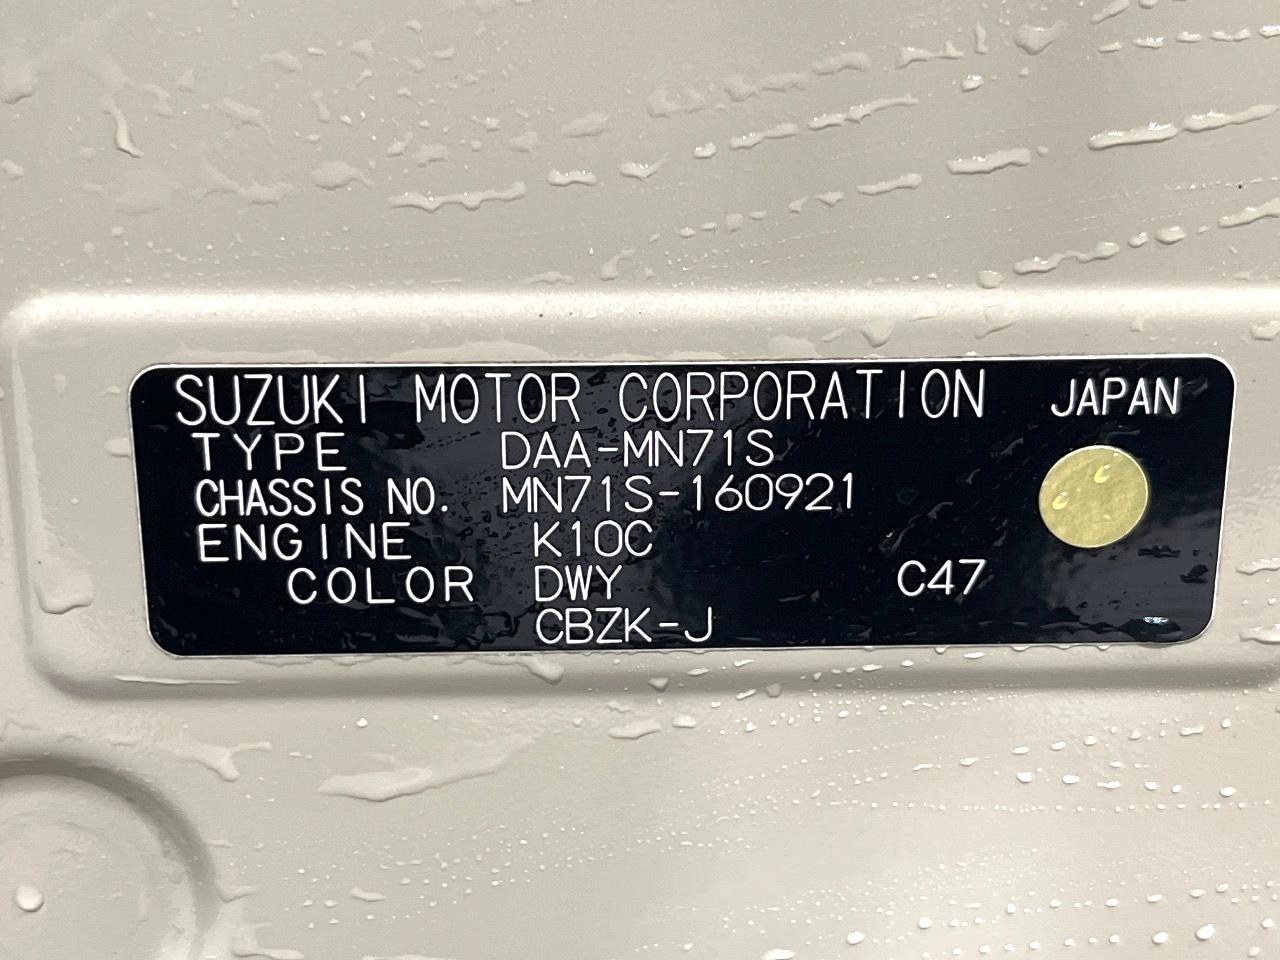 SUZUKI MOTOR CORPORATION JAPAN
TYPE DAA-MN71S
CHASSIS NO. MN71S-160921
ENGINE K10C
COLOR DWY C47
CBZK-J